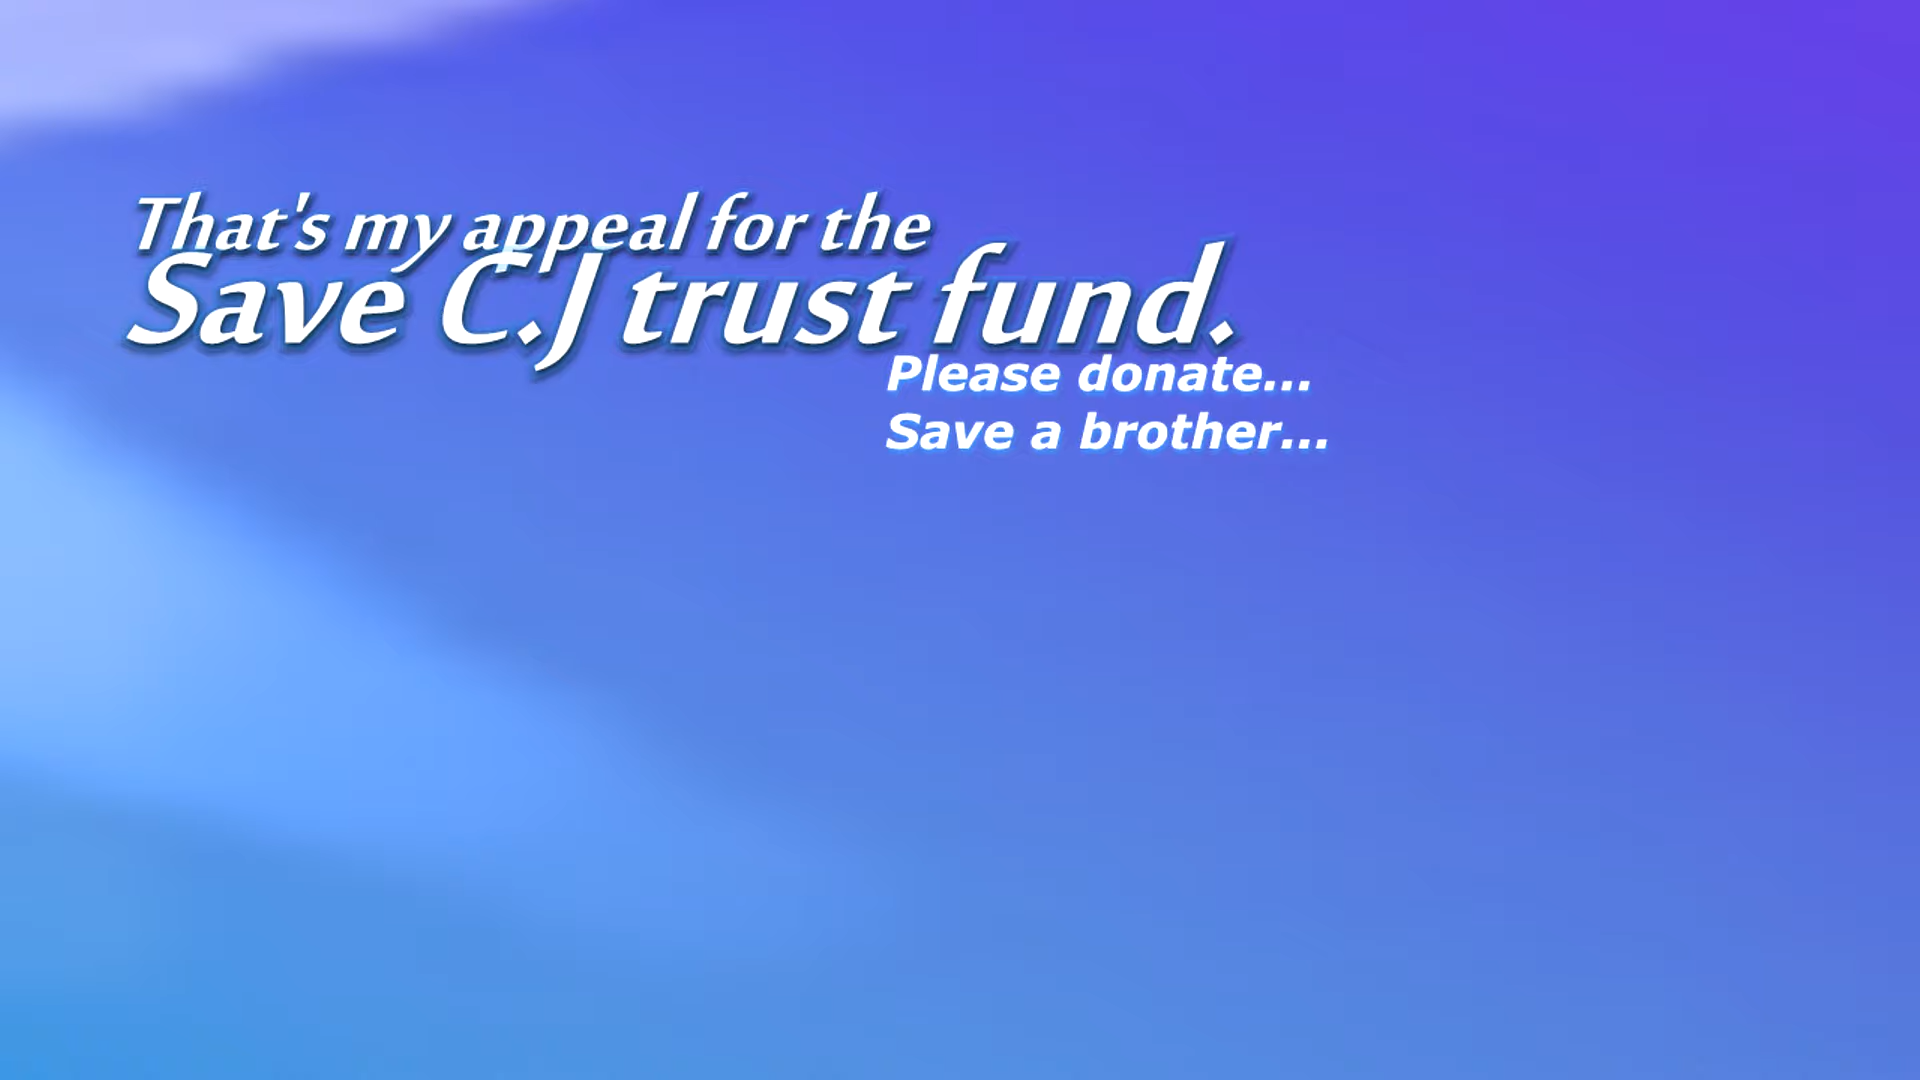 That's my appeal for the
Save C.J trust fund.
Please donate...
Save a brother...